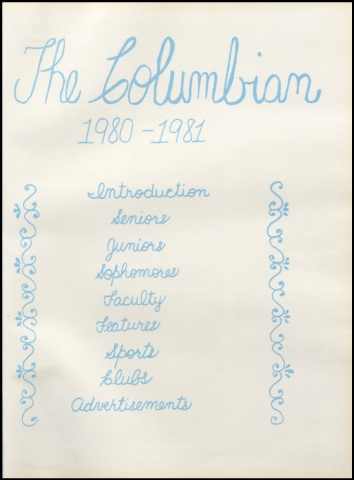 The Columbian
1980-1981
Introduction
Seniors
Juniors
Sophomores
Faculty
Features
Sports
Clubs
Advertisements